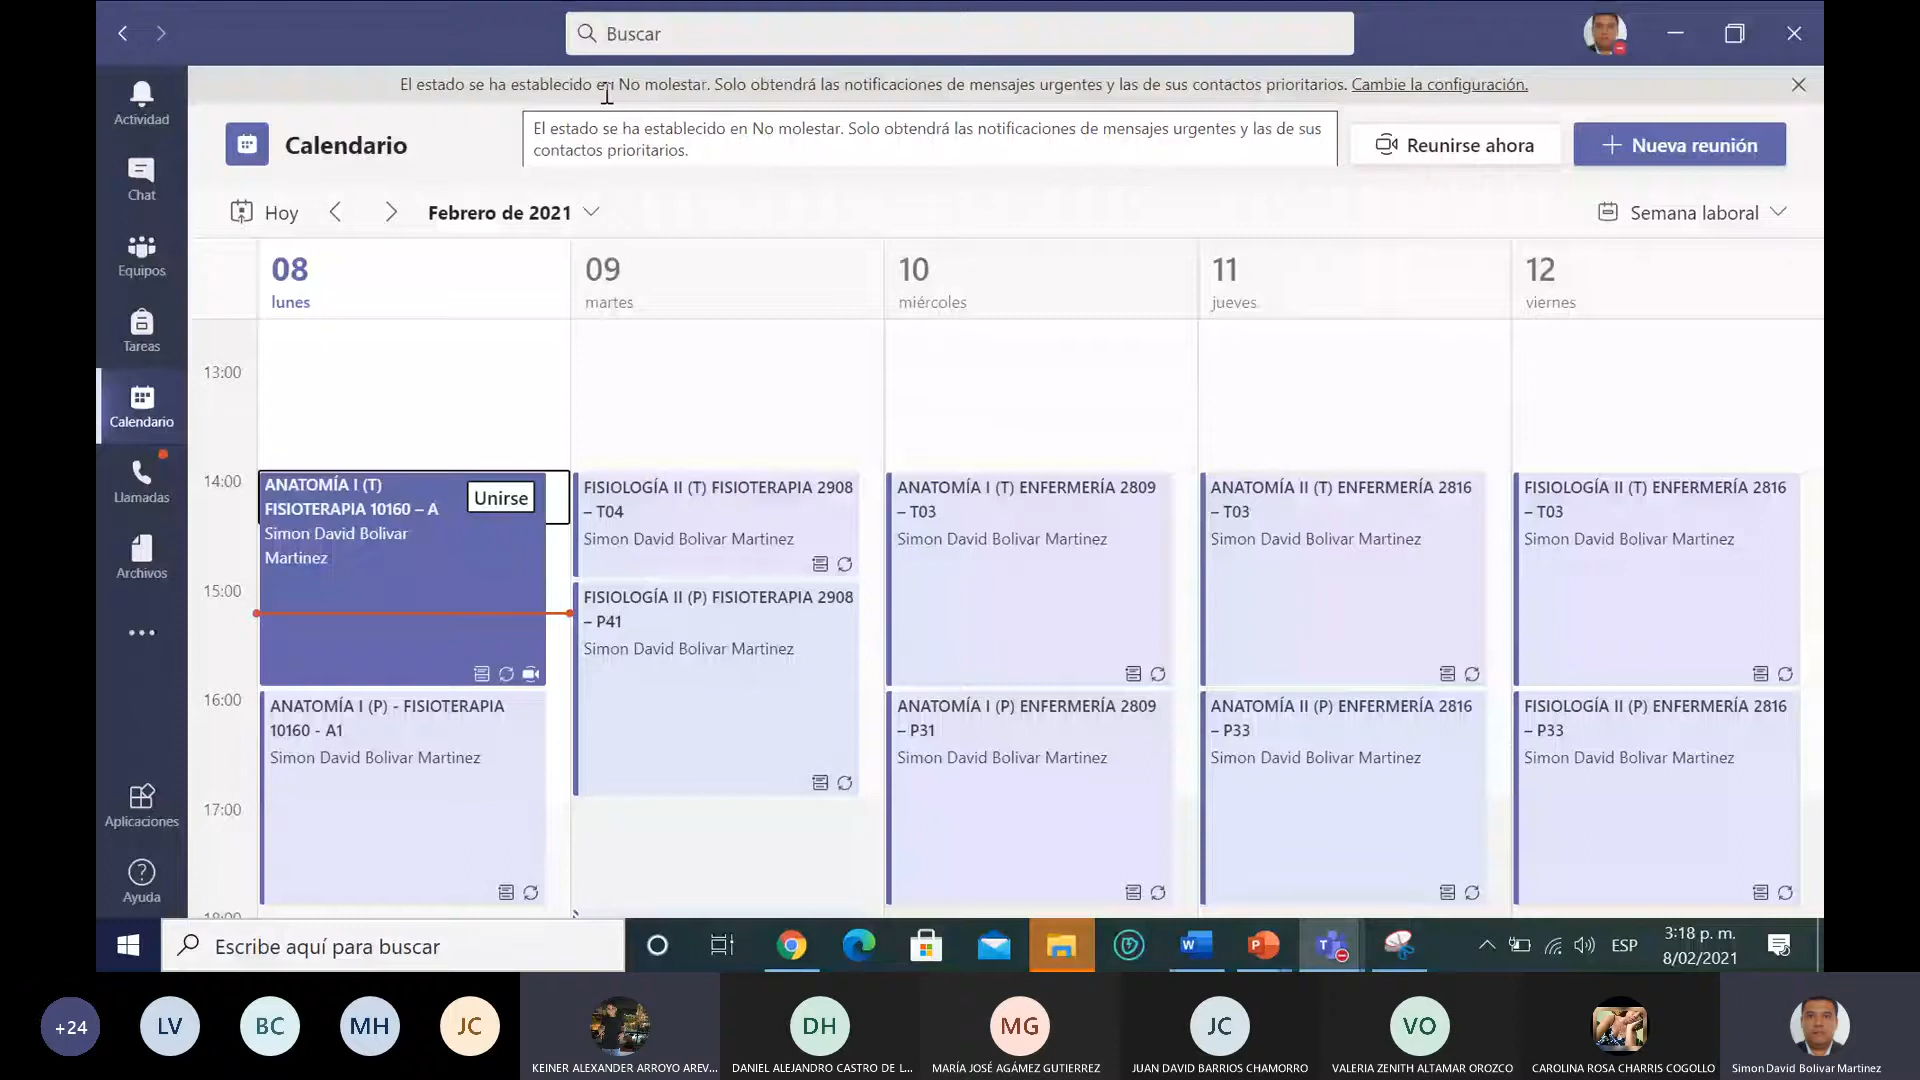 Buscar
El estado se ha establecido en No molestar. Solo obtendrá las notificaciones de mensajes urgentes y las de sus contactos prioritarios. Cambie la configuración.
Actividad
Chat
Equipos
Tareas
Calendario
Llamadas
Archivos
Aplicaciones
Ayuda
Calendario
El estado se ha establecido en No molestar. Solo obtendrá las notificaciones de mensajes urgentes y las de sus
contactos prioritarios.
Reunirse ahora
Nueva reunión
Hoy
Febrero de 2021
Semana laboral
08
lunes
09
martes
10
miércoles
11
jueves
12
viernes
13:00
14:00
15:00
16:00
17:00
18:00
ANATOMÍA I (T)
FISIOTERAPIA 10160 – A
Simon David Bolivar
Martinez
Unirse
ANATOMÍA I (P) - FISIOTERAPIA
10160 - A1
Simon David Bolivar Martinez
FISIOLOGÍA II (T) FISIOTERAPIA 2908
– T04
Simon David Bolivar Martinez
FISIOLOGÍA II (P) FISIOTERAPIA 2908
– P41
Simon David Bolivar Martinez
ANATOMÍA I (T) ENFERMERÍA 2809
– T03
Simon David Bolivar Martinez
ANATOMÍA I (P) ENFERMERÍA 2809
– P31
Simon David Bolivar Martinez
ANATOMÍA II (T) ENFERMERÍA 2816
– T03
Simon David Bolivar Martinez
ANATOMÍA II (P) ENFERMERÍA 2816
– P33
Simon David Bolivar Martinez
FISIOLOGÍA II (T) ENFERMERÍA 2816
– T03
Simon David Bolivar Martinez
FISIOLOGÍA II (P) ENFERMERÍA 2816
– P33
Simon David Bolivar Martinez
Escribe aquí para buscar
ESP
3:18 p. m.
8/02/2021
+24
LV
BC
MH
JC
KEINER ALEXANDER ARROYO AREV...
DH
DANIEL ALEJANDRO CASTRO DE L...
MG
MARÍA JOSÉ AGÁMEZ GUTIERREZ
JC
JUAN DAVID BARRIOS CHAMORRO
VO
VALERIA ZENITH ALTAMAR OROZCO
CAROLINA ROSA CHARRIS COGOLLO
Simon David Bolivar Martinez